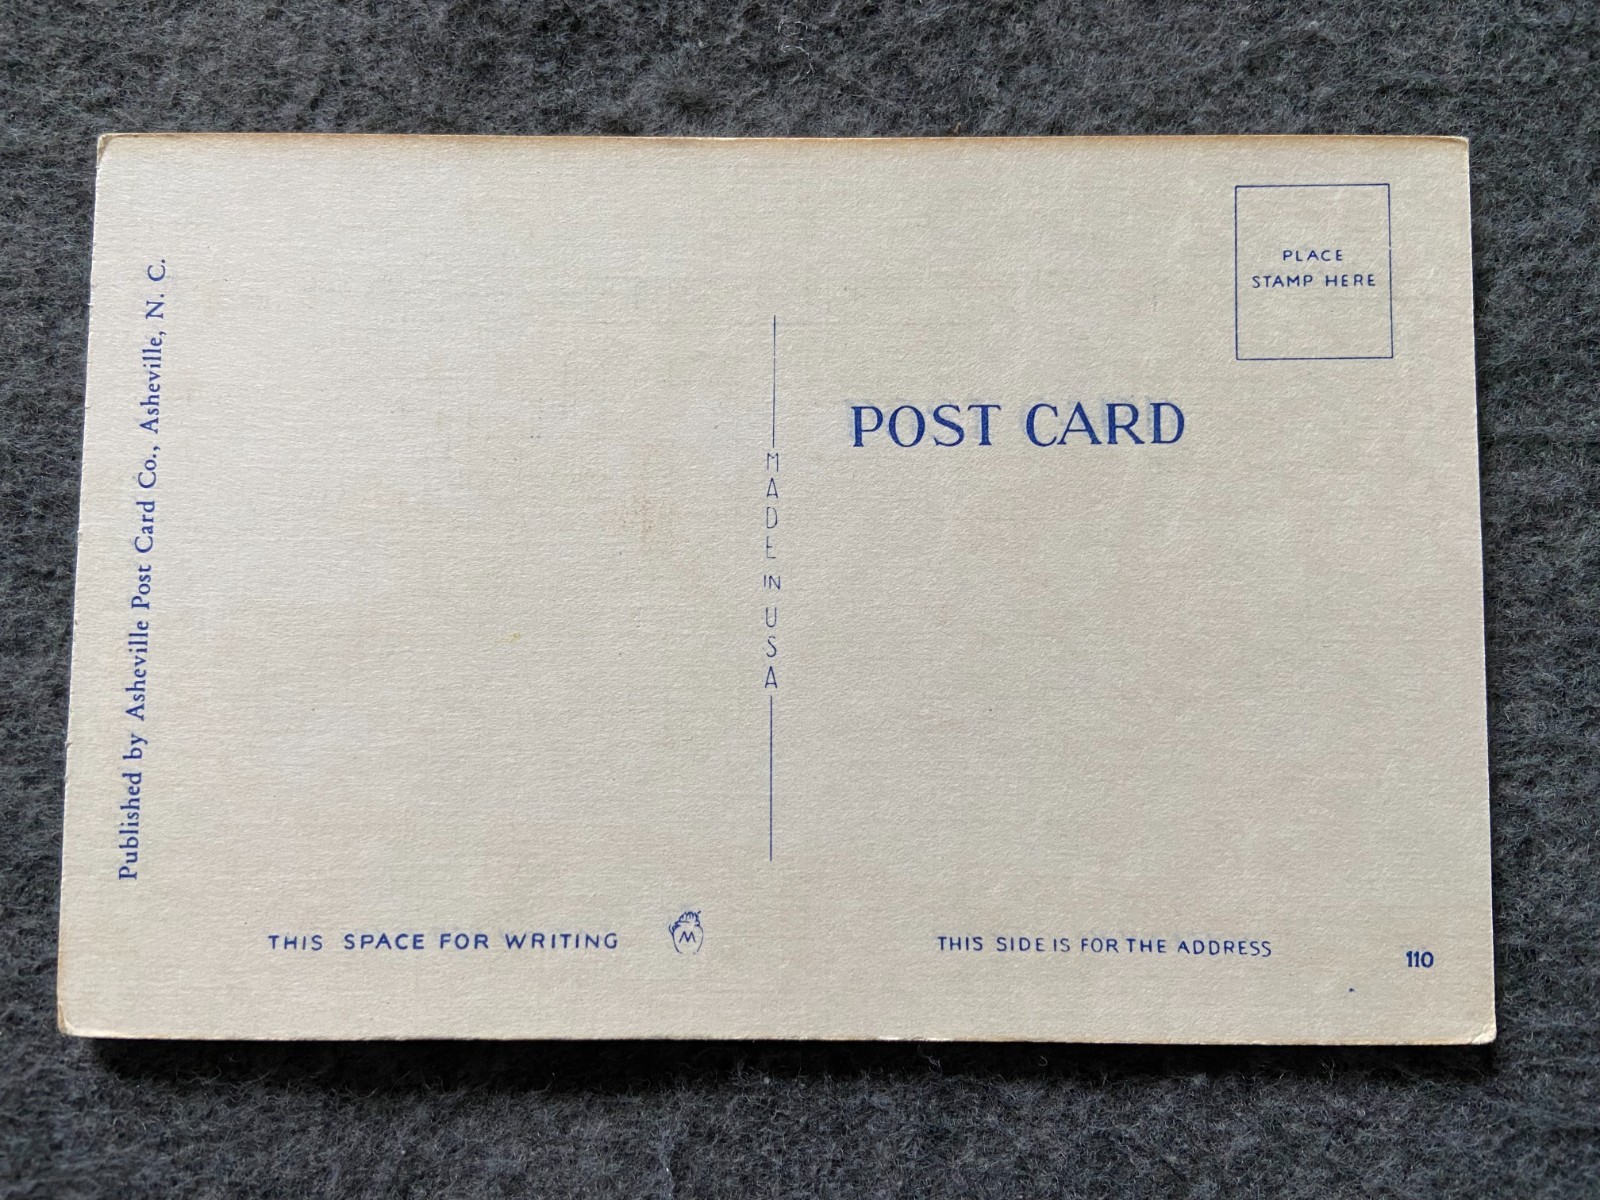 Published by Asheville Post Card Co., Asheville, N. C.
MADE IN USA
PLACE
STAMP HERE
POST CARD
THIS SPACE FOR WRITING
M
THIS SIDE IS FOR THE ADDRESS
110